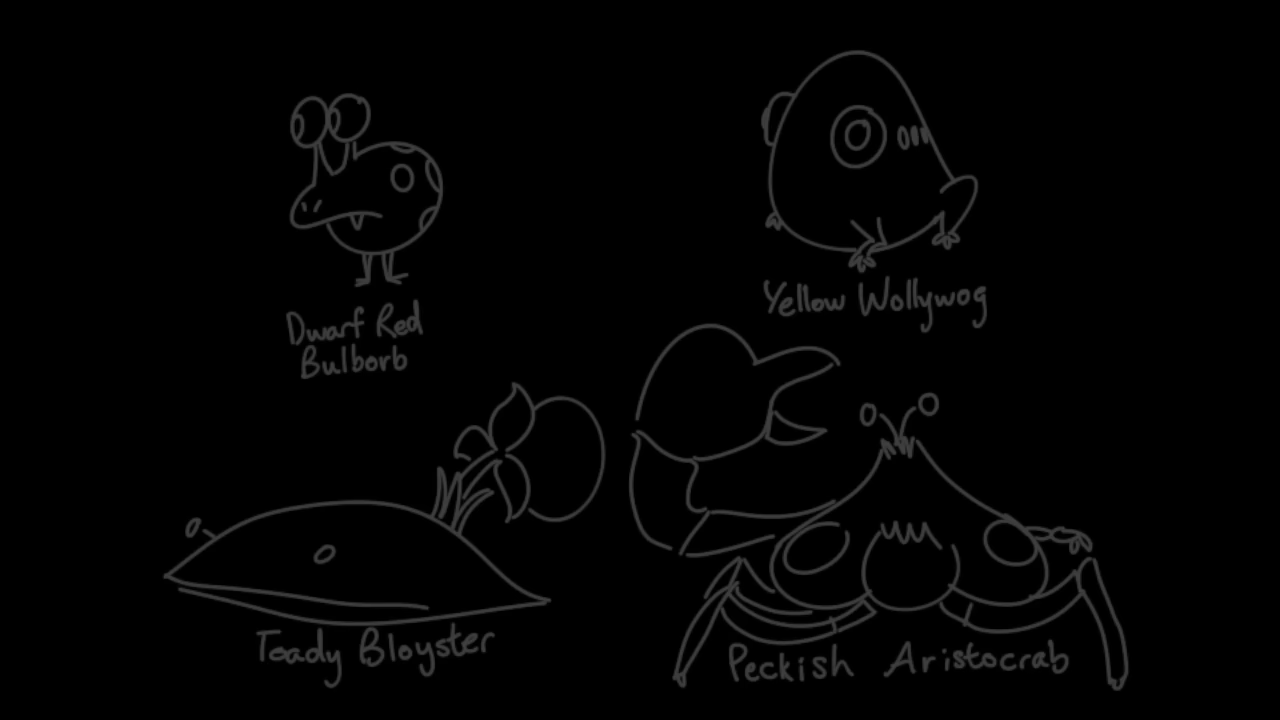 Dwarf Red
Bulborb
Yellow Wollywog
Toady Bloyster
Peckish Aristocrab